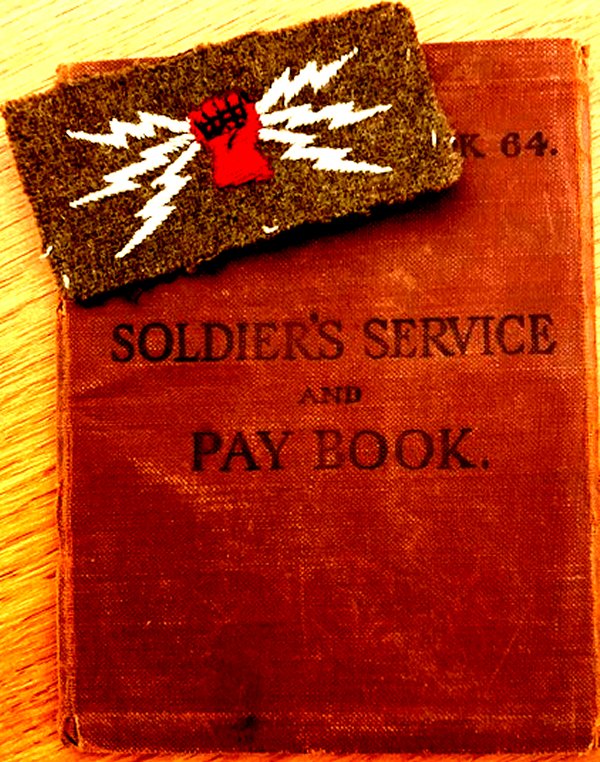 K 64.
SOLDIER'S SERVICE
AND
PAY BOOK.